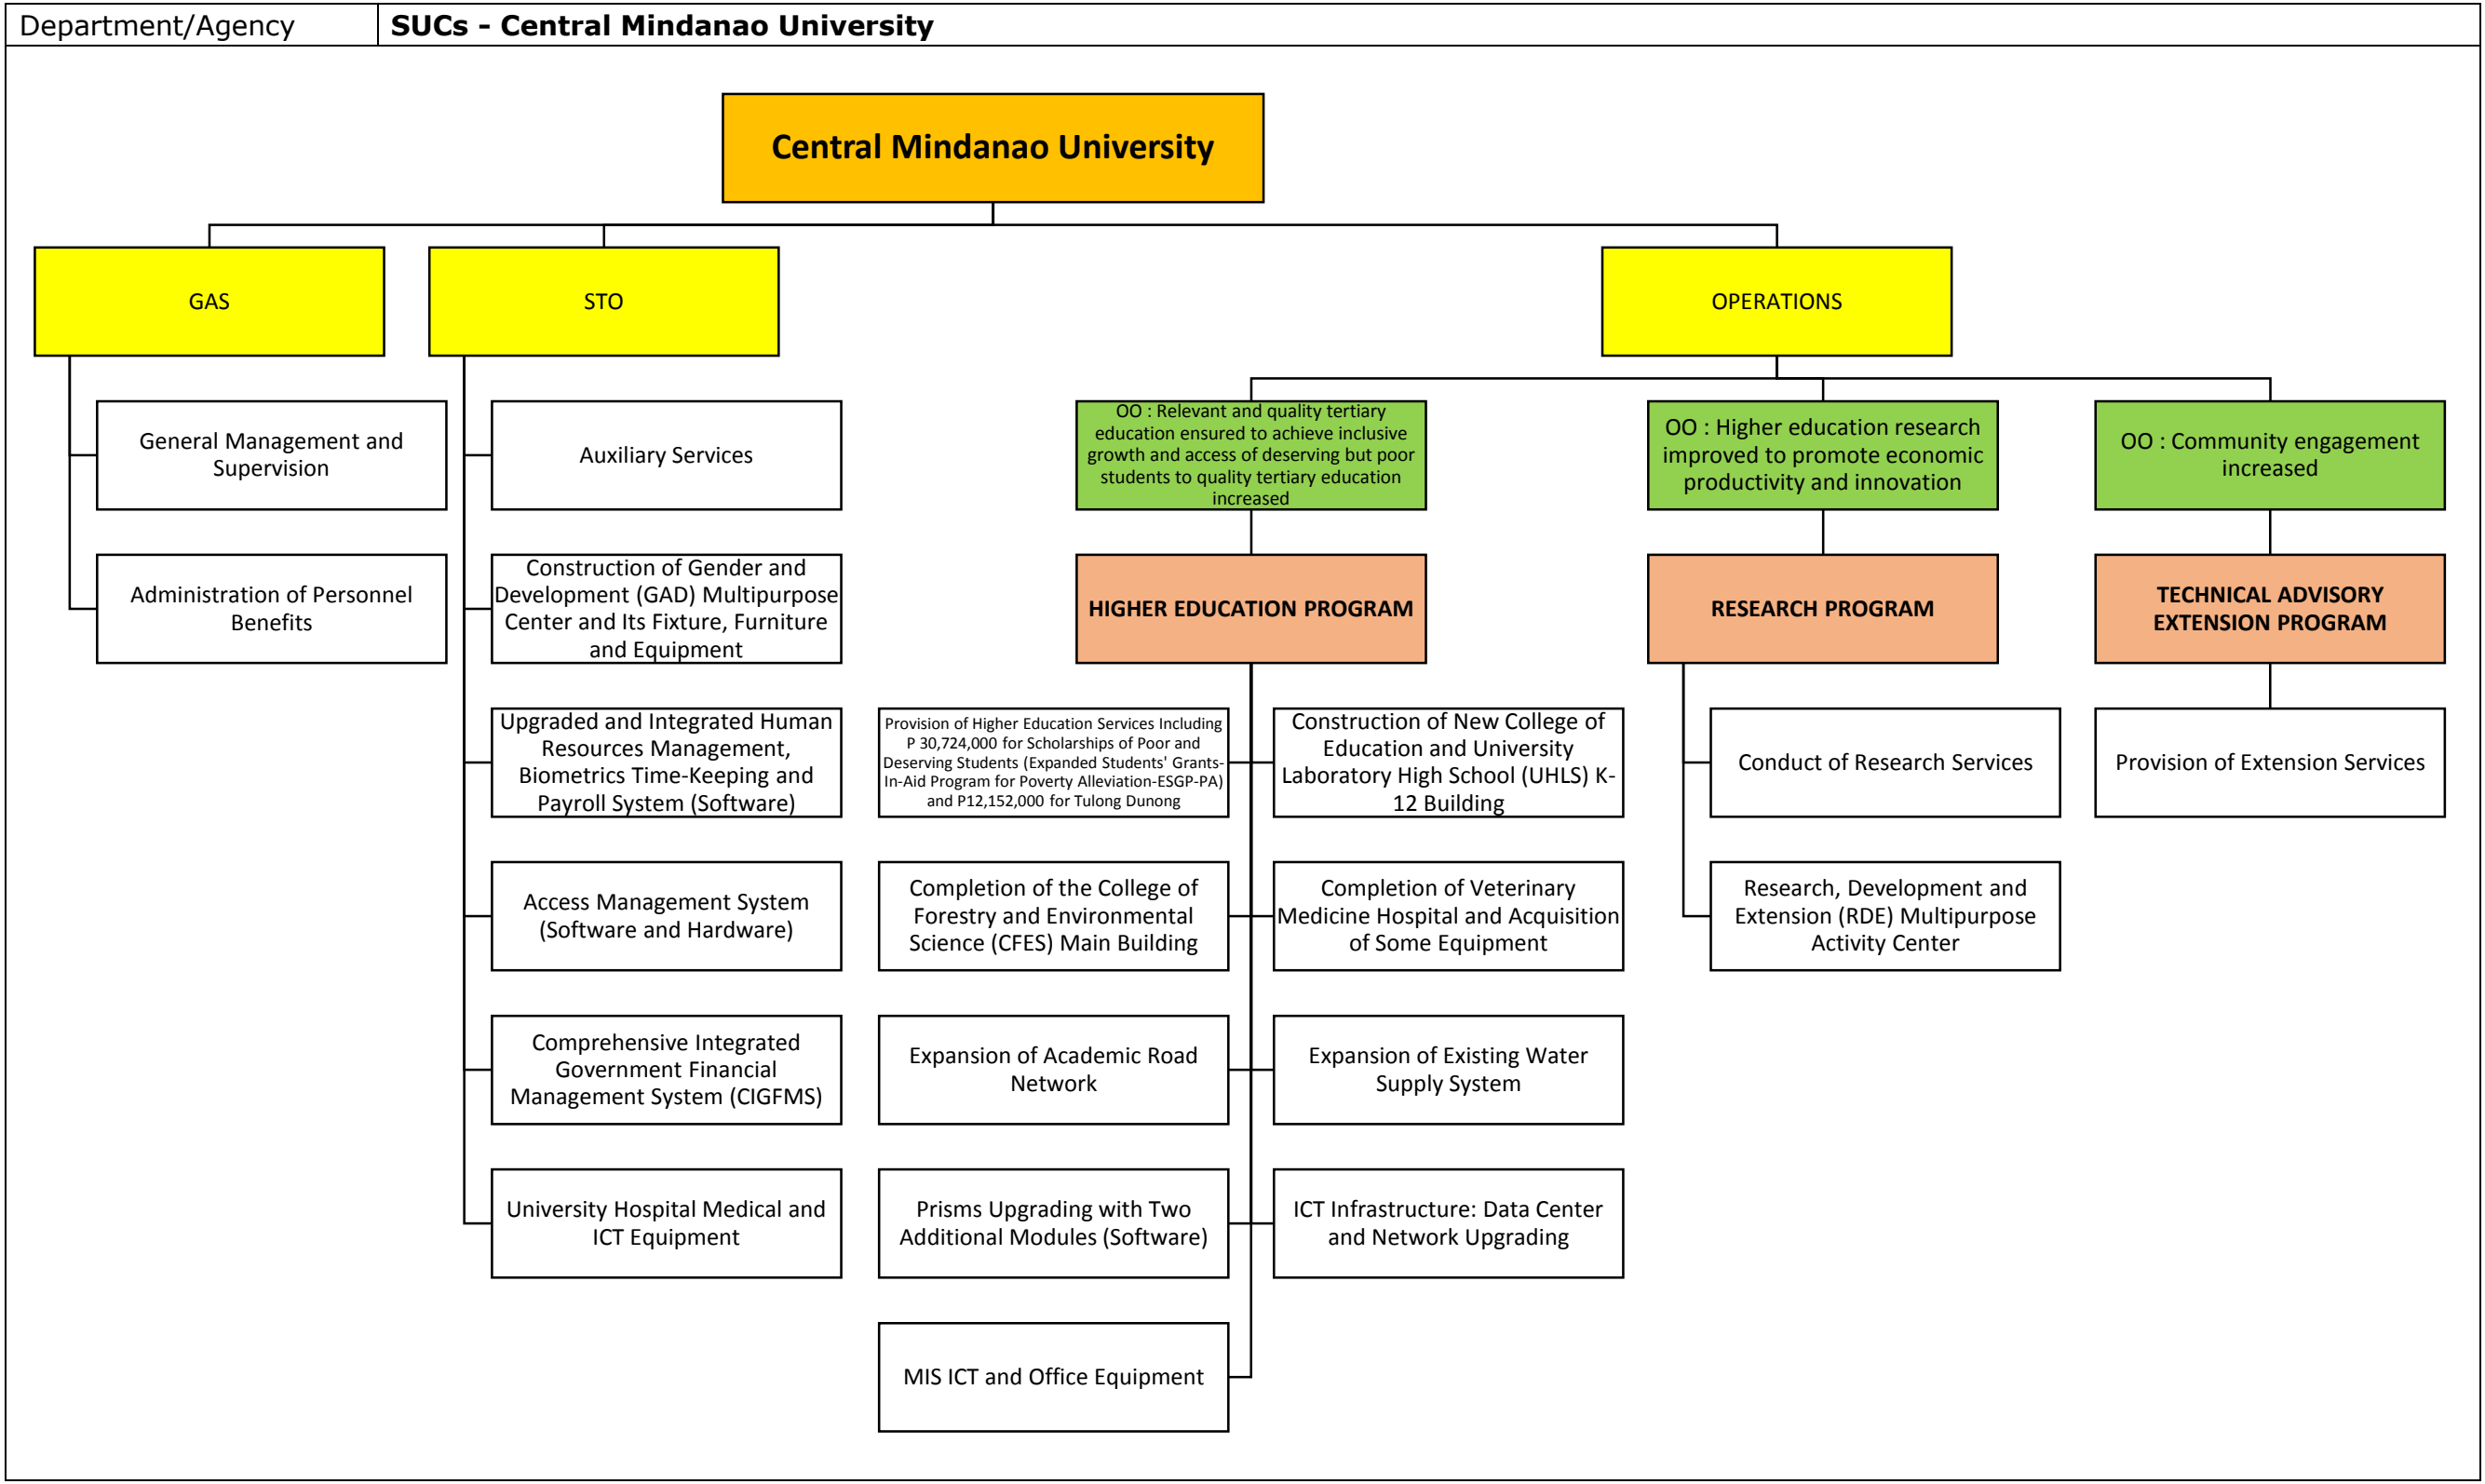 Department/Agency
SUCs - Central Mindanao University
Central Mindanao University
GAS
STO
OPERATIONS
General Management and
Supervision
Administration of Personnel
Benefits
Auxiliary Services
Construction of Gender and
Development (GAD) Multipurpose
Center and Its Fixture, Furniture
and Equipment
Upgraded and Integrated Human
Resources Management,
Biometrics Time-Keeping and
Payroll System (Software)
Access Management System
(Software and Hardware)
Comprehensive Integrated
Government Financial
Management System (CIGFMS)
University Hospital Medical and
ICT Equipment
OO : Relevant and quality tertiary
education ensured to achieve inclusive
growth and access of deserving but poor
students to quality tertiary education
increased
HIGHER EDUCATION PROGRAM
Provision of Higher Education Services Including
P 30,724,000 for Scholarships of Poor and
Deserving Students (Expanded Students' Grants-
In-Aid Program for Poverty Alleviation-ESGP-PA)
and P12,152,000 for Tulong Dunong
Construction of New College of
Education and University
Laboratory High School (UHLS) K-
12 Building
Completion of the College of
Forestry and Environmental
Science (CFES) Main Building
Completion of Veterinary
Medicine Hospital and Acquisition
of Some Equipment
Expansion of Academic Road
Network
Expansion of Existing Water
Supply System
Prisms Upgrading with Two
Additional Modules (Software)
ICT Infrastructure: Data Center
and Network Upgrading
MIS ICT and Office Equipment
OO : Higher education research
improved to promote economic
productivity and innovation
RESEARCH PROGRAM
Conduct of Research Services
Research, Development and
Extension (RDE) Multipurpose
Activity Center
OO : Community engagement
increased
TECHNICAL ADVISORY
EXTENSION PROGRAM
Provision of Extension Services